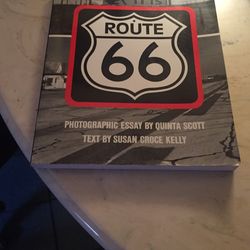 ROUTE
66
PHOTOGRAPHIC ESSAY BY QUINTA SCOTT
TEXT BY SUSAN CROCE KELLY